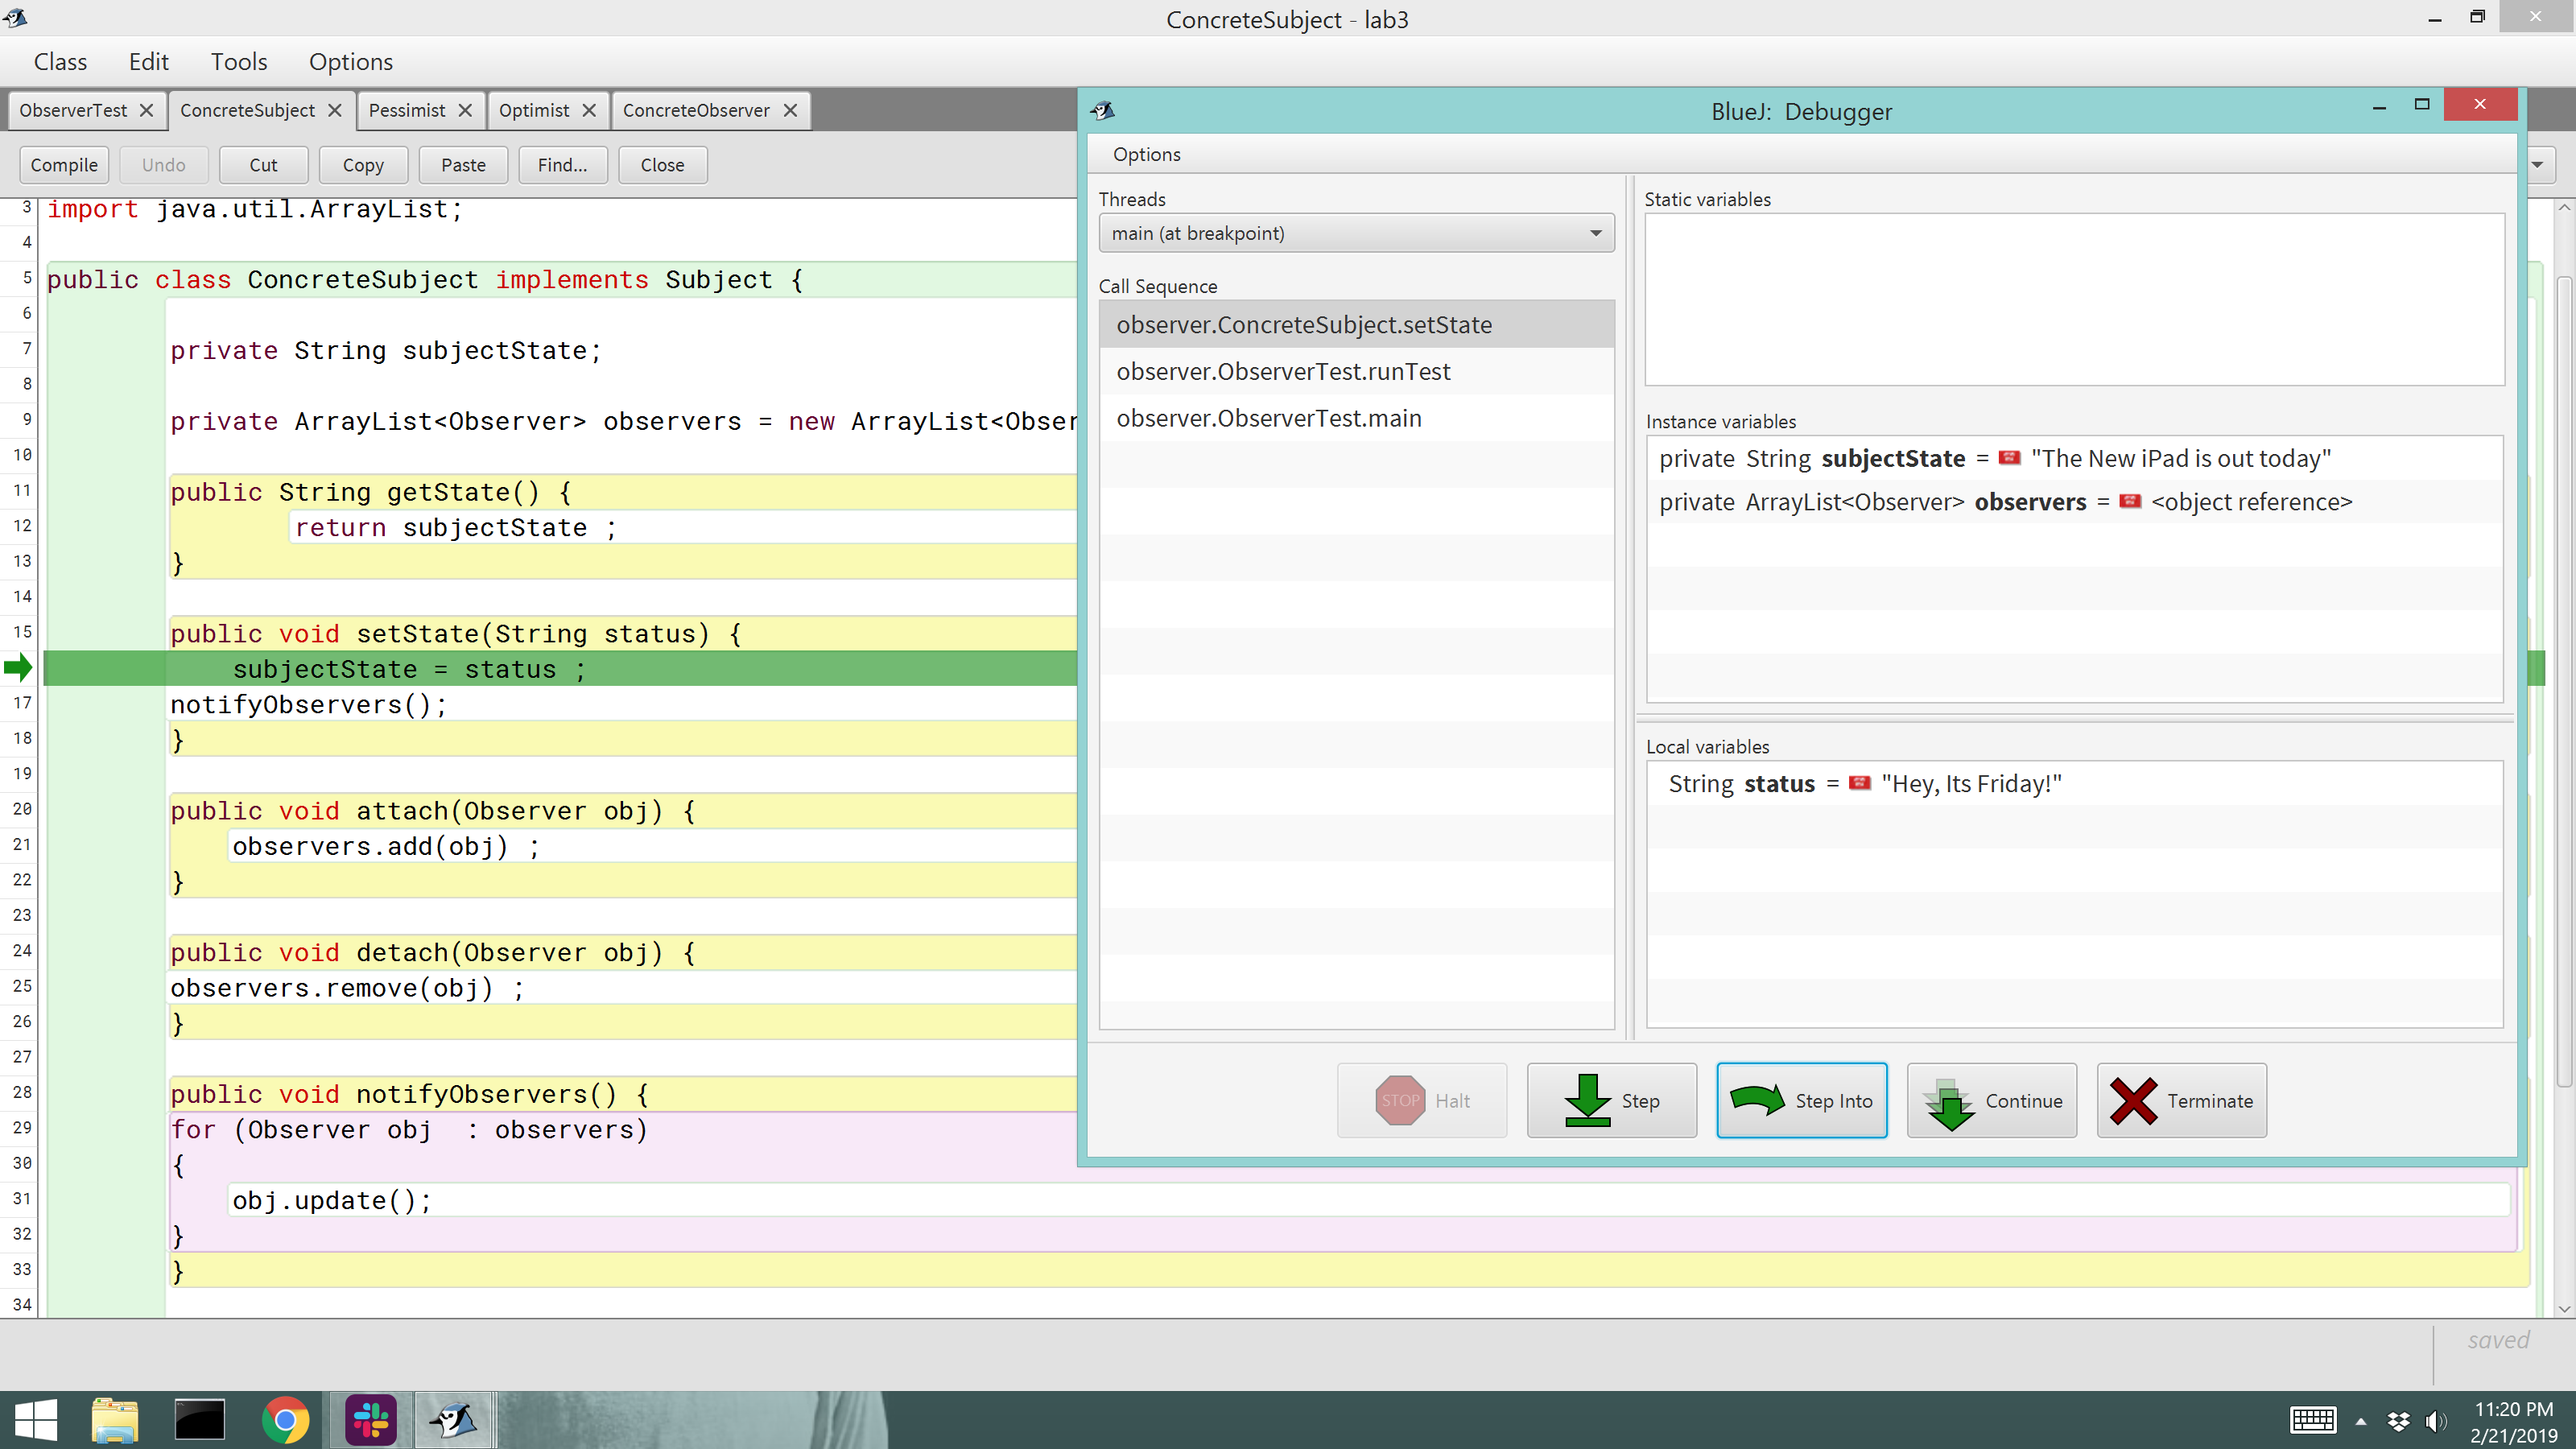 ConcreteSubject - lab3
Class Edit Tools Options
ObserverTest ConcreteSubject Pessimist Optimist ConcreteObserver
Compile Undo Cut Copy Paste Find... Close
3 import java.util.ArrayList;
4
5 public class ConcreteSubject implements Subject {
6
7 private String subjectState;
8
9 private ArrayList<Observer> observers = new ArrayList<Obser
10
11 public String getState() {
12 return subjectState ;
13 }
14
15 public void setState(String status) {
subjectState = status ;
17 notifyObservers();
18 }
19
20 public void attach(Observer obj) {
21 observers.add(obj) ;
22 }
23
24 public void detach(Observer obj) {
25 observers.remove(obj) ;
26 }
27
28 public void notifyObservers() {
29 for (Observer obj  : observers)
30 {
31 obj.update();
32 }
33 }
34
BlueJ: Debugger
Options
Threads
main (at breakpoint)
Call Sequence
observer.ConcreteSubject.setState
observer.ObserverTest.runTest
observer.ObserverTest.main
Static variables
Instance variables
private String subjectState = "The New iPad is out today"
private ArrayList<Observer> observers = <object reference>
Local variables
String status = "Hey, Its Friday!"
STOP Halt Step Step Into Continue Terminate
saved
11:20 PM
2/21/2019